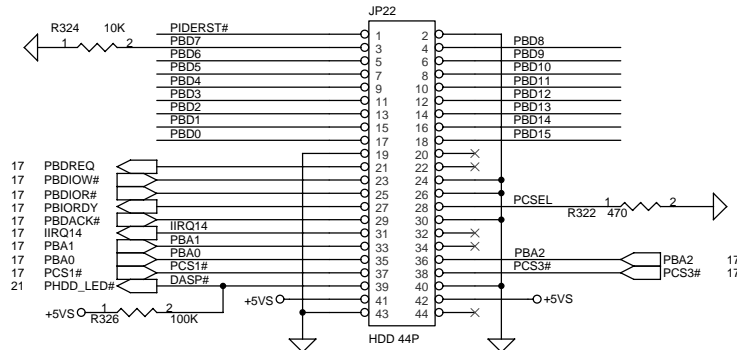 JP22
R324 10K
1 2
PIDERST# 1 2
PBD7 3 4 PBD8
PBD6 5 6 PBD9
PBD5 7 8 PBD10
PBD4 9 10 PBD11
PBD3 11 12 PBD12
PBD2 13 14 PBD13
PBD1 15 16 PBD14
PBD0 17 18 PBD15
19 20
17 PBDREQ 21 22
17 PBDIOW# 23 24
17 PBDIOR# 25 26
17 PBIORDY 27 28 PCSEL 1 2
R322 470
17 PBDACK# 29 30
17 IIRQ14 IIRQ14 31 32
17 PBA1 PBA1 33 34
17 PBA0 PBA0 35 36 PBA2 PBA2 17
17 PCS1# PCS1# 37 38 PCS3# PCS3# 17
21 PHDD_LED# DASP# 39 40
+5VS 41 42 +5VS
+5VS 1 2 43 44
R326 100K
HDD 44P